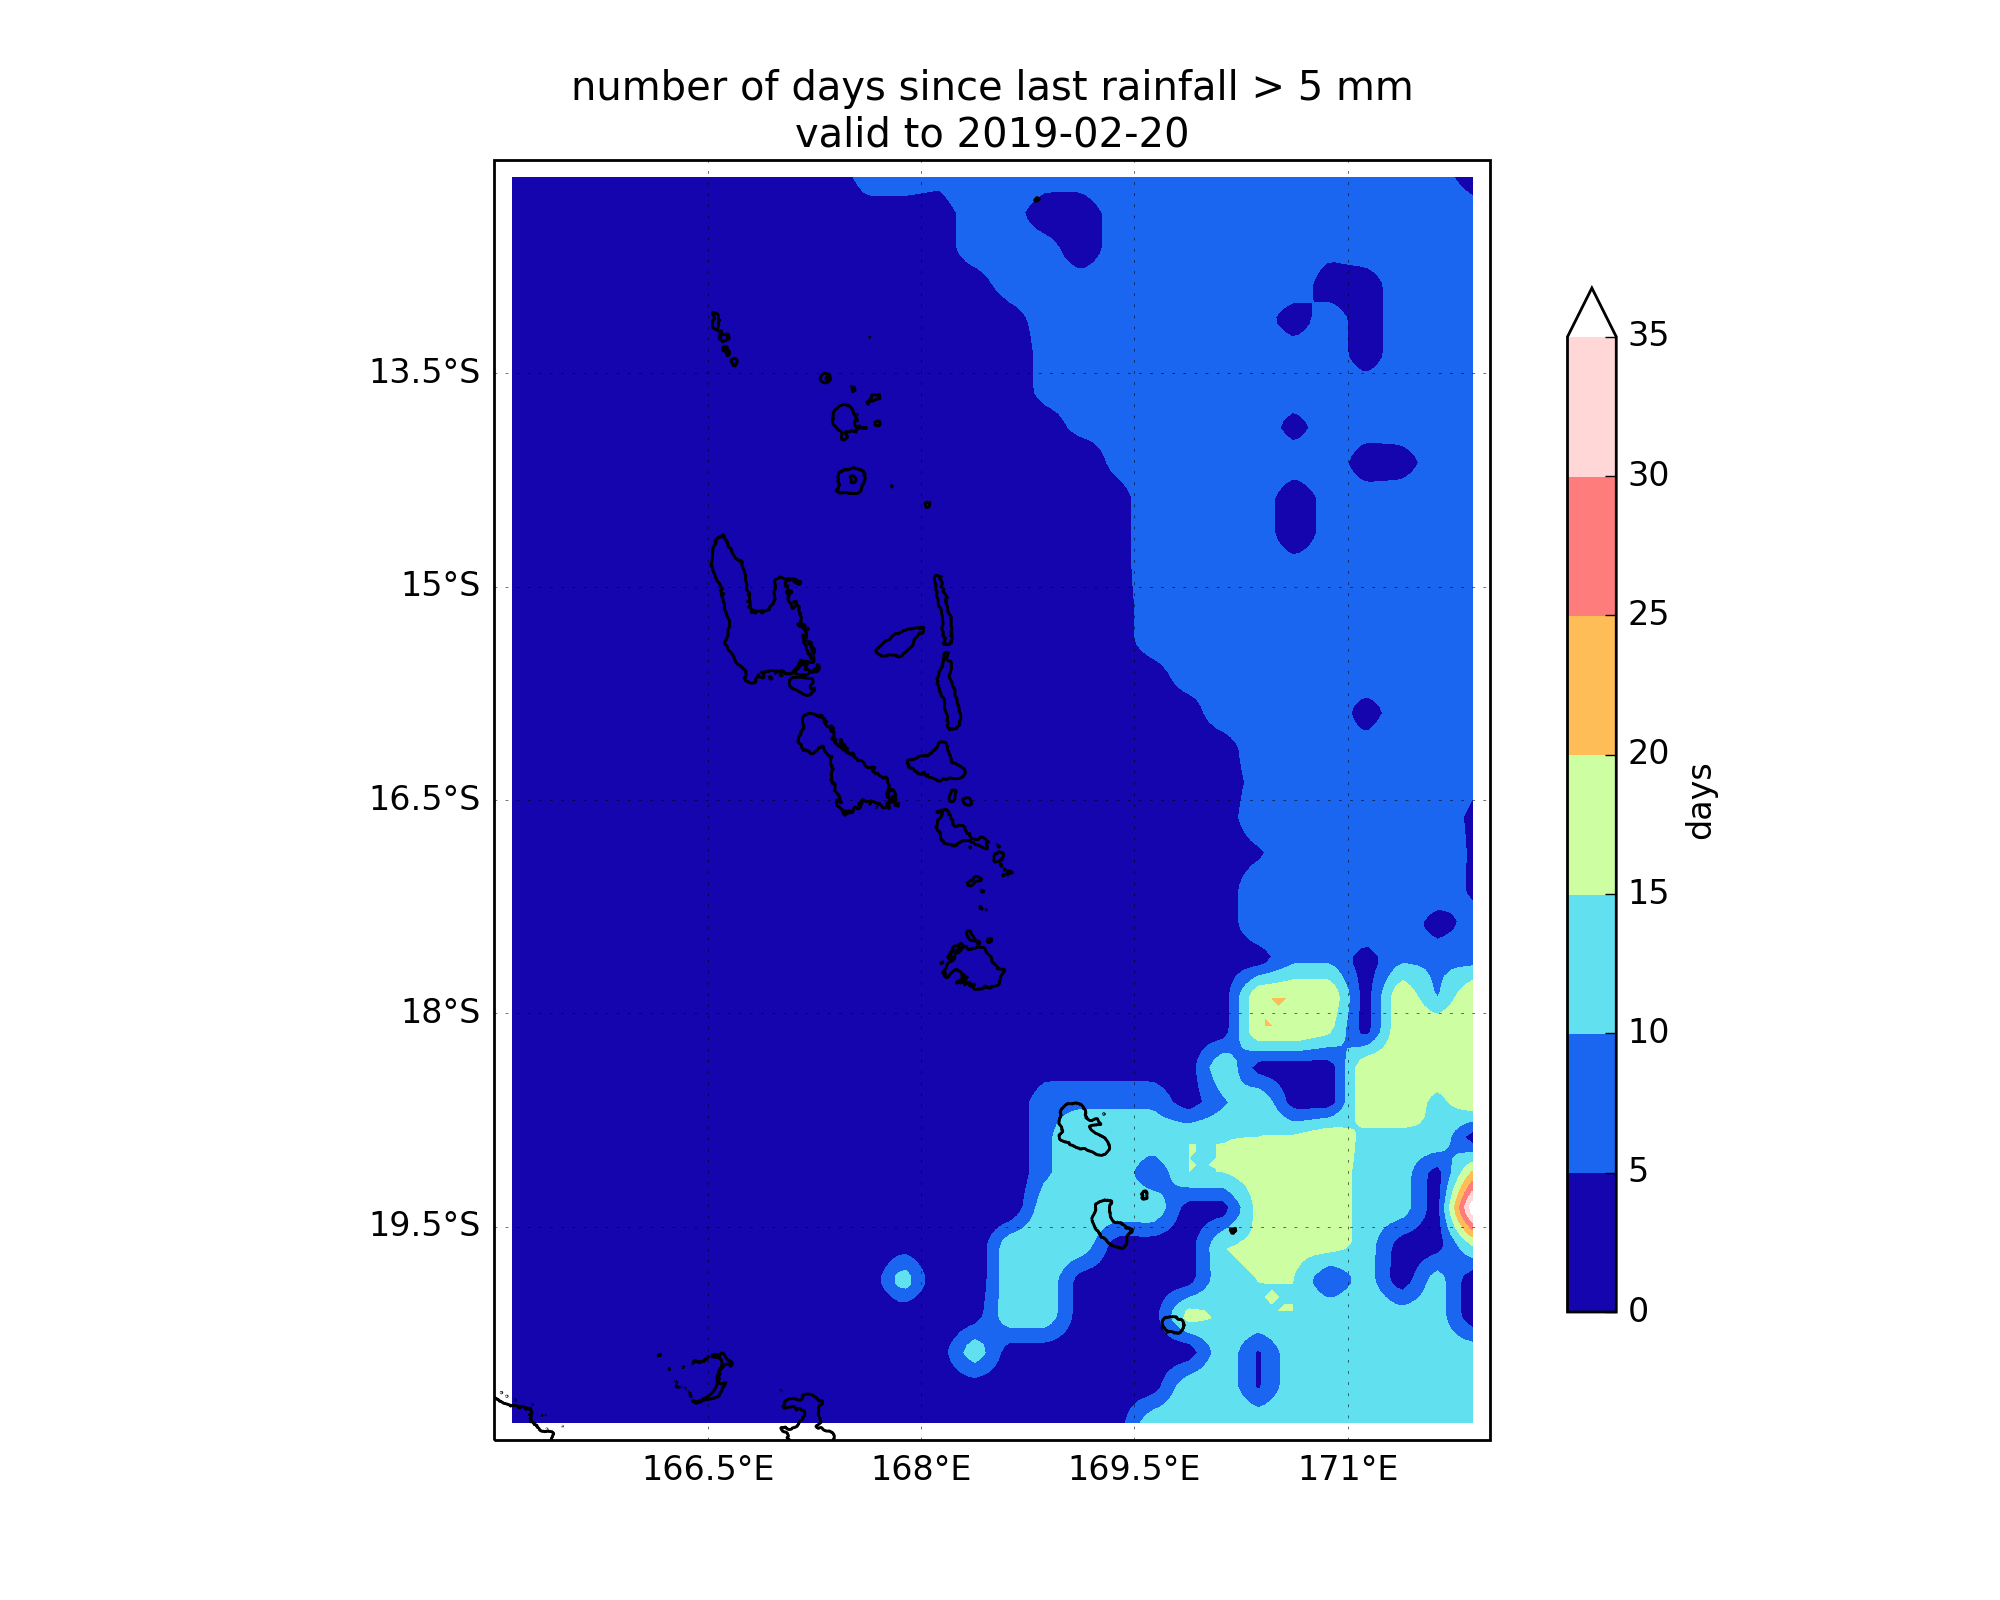 number of days since last rainfall > 5 mm
valid to 2019-02-20
13.5°S
15°S
16.5°S
18°S
19.5°S
166.5°E
168°E
169.5°E
171°E
35
30
25
20
15
10
5
0
days